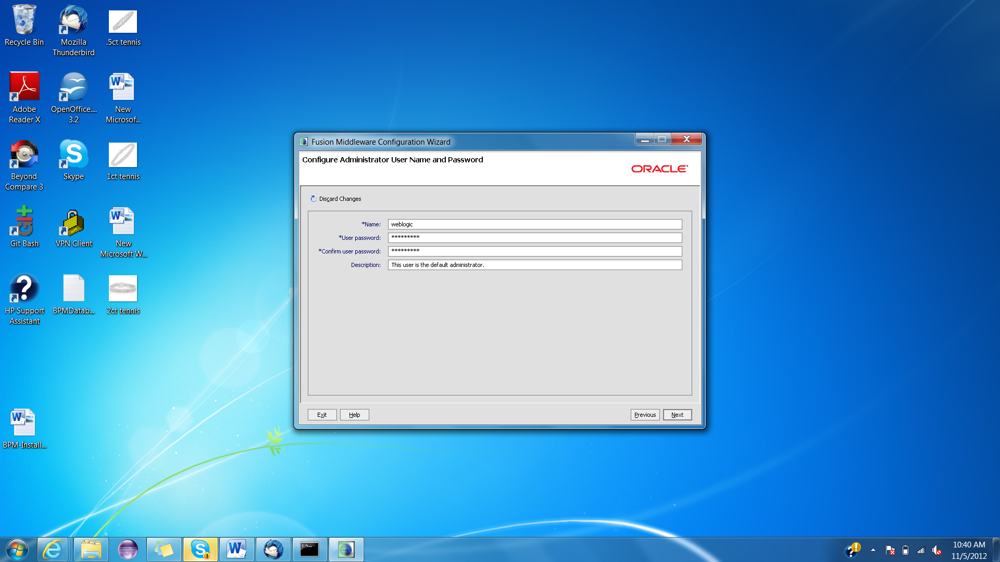 Recycle Bin
Mozilla
Thunderbird
.5ct tennis
Adobe
Reader X
OpenOffice....
3.2
New
Microsof...
Beyond
Compare 3
Skype
1ct tennis
Git Bash
VPN Client
New
Microsoft W...
HP Support
Assistant
BPMDatab...
2ct tennis
BPM-Install...
Fusion Middleware Configuration Wizard
Configure Administrator User Name and Password
ORACLE
Discard Changes
*Name: weblogic
*User password: *********
*Confirm user password: *********
Description: This user is the default administrator.
Exit Help Previous Next
10:40 AM
11/5/2012